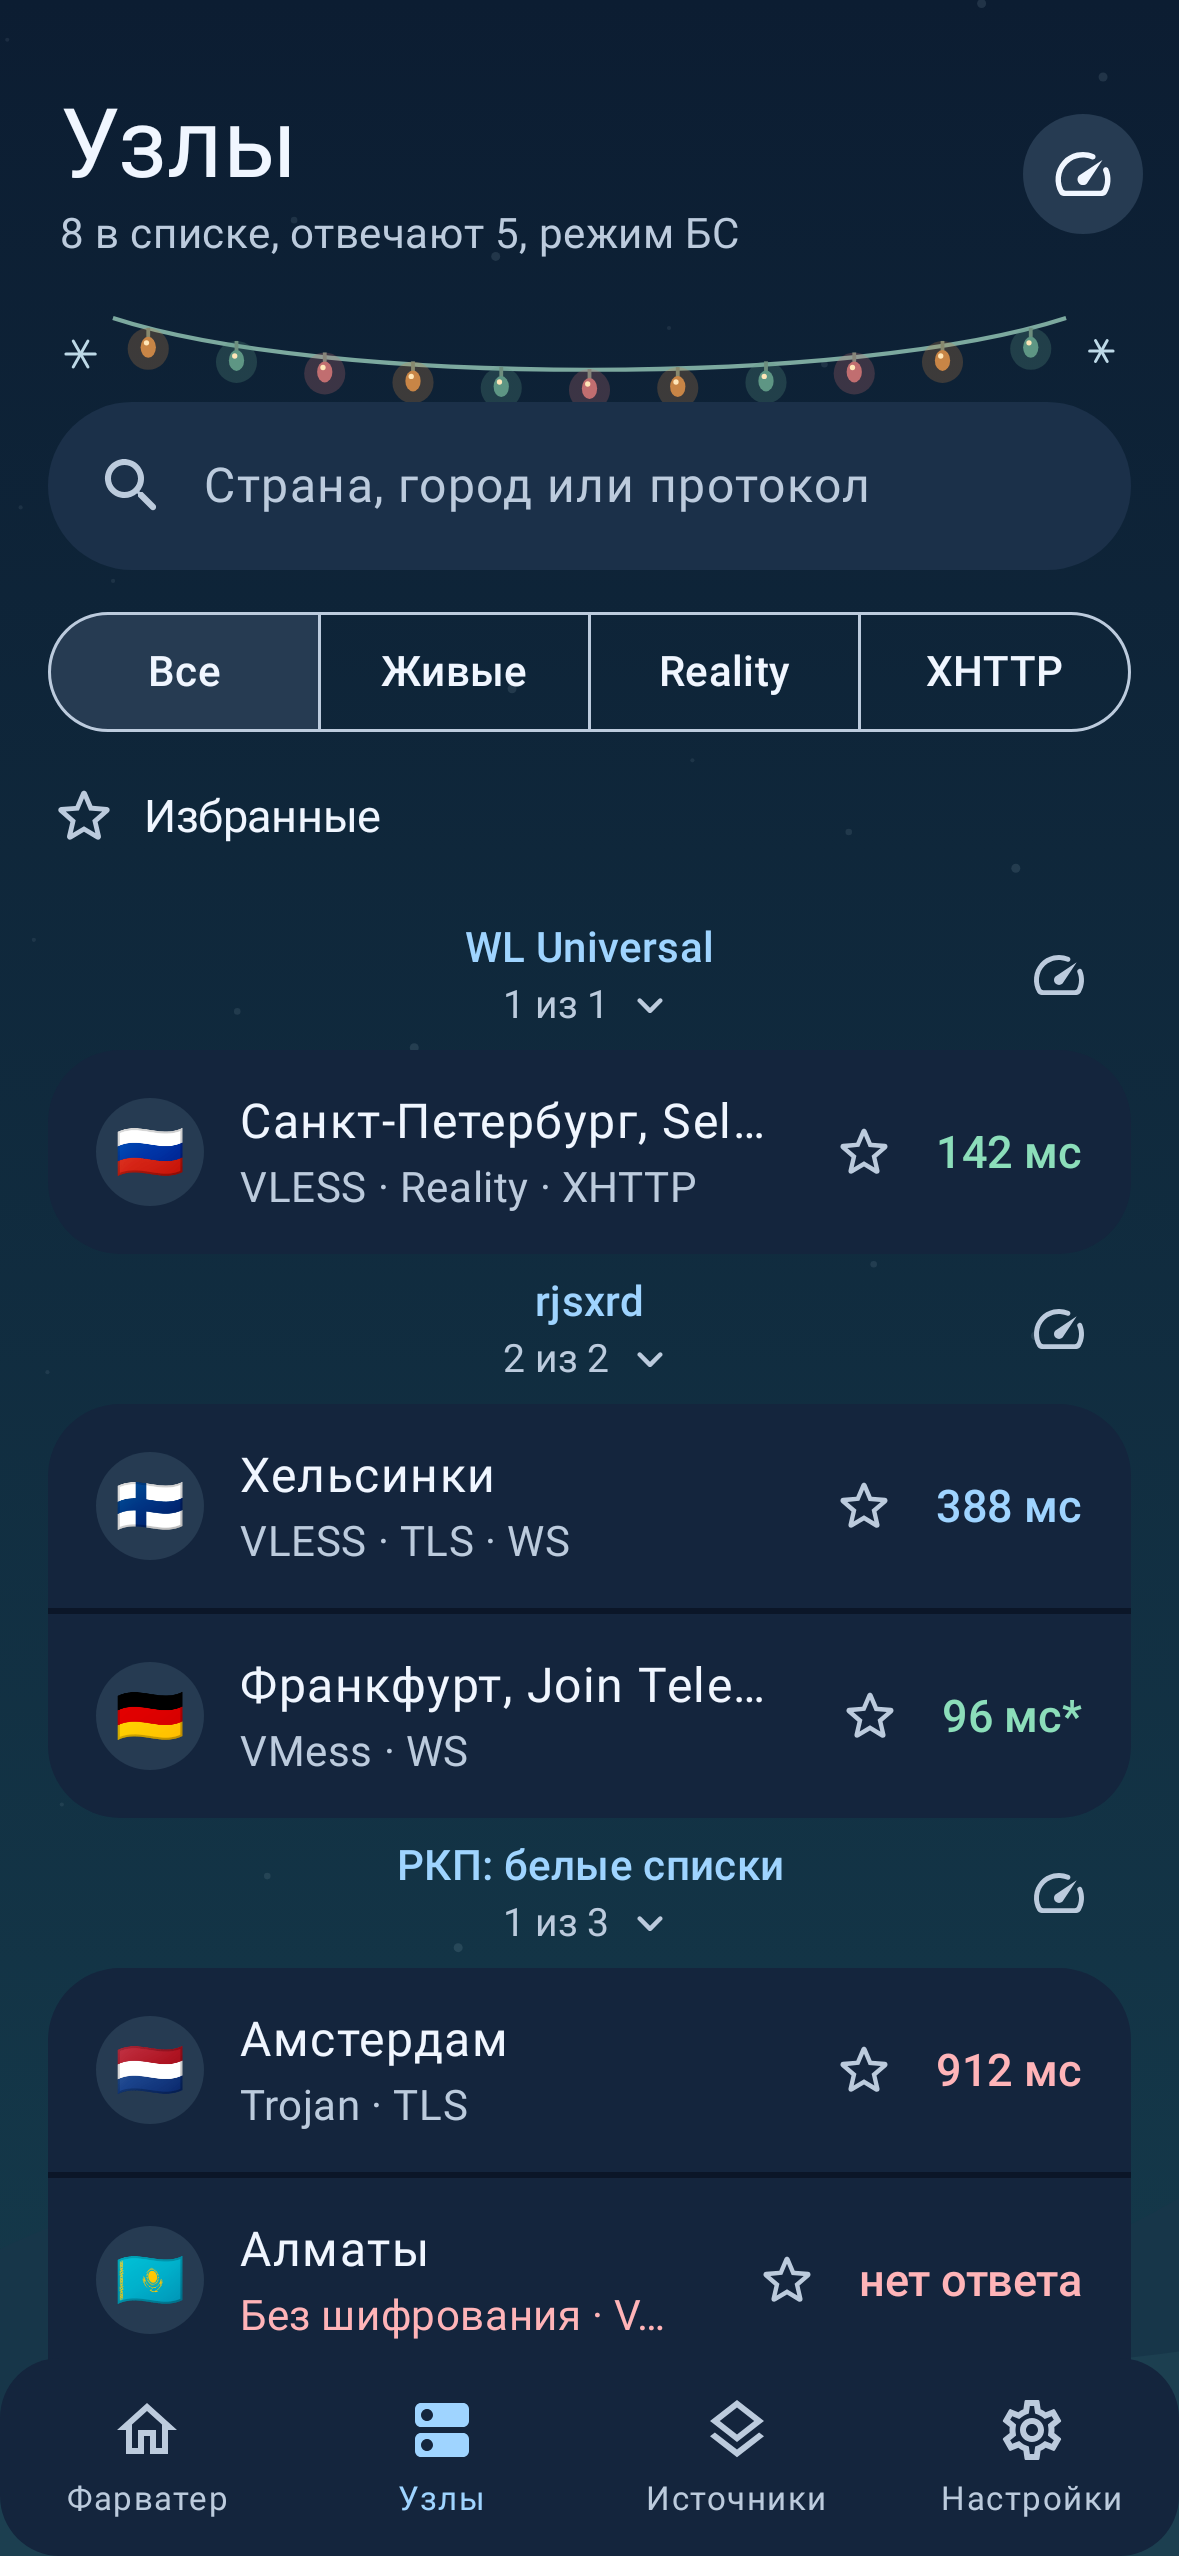 Узлы
8 в списке, отвечают 5, режим БС
Страна, город или протокол
Все
Живые
Reality
XHTTP
Избранные
WL Universal
1 из 1
Санкт-Петербург, Sel…
VLESS · Reality · XHTTP
142 мс
rjsxrd
2 из 2
Хельсинки
VLESS · TLS · WS
388 мс
Франкфурт, Join Tele…
VMess · WS
96 мс*
РКП: белые списки
1 из 3
Амстердам
Trojan · TLS
912 мс
Алматы
Без шифрования · V…
нет ответа
Фарватер
Узлы
Источники
Настройки